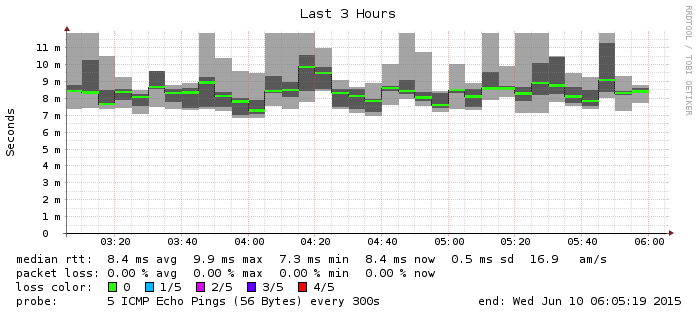 Last 3 Hours
RRDTOOL / TOBI OETIKER
Seconds
11 m
10 m
9 m
8 m
7 m
6 m
5 m
4 m
3 m
2 m
1 m
0
03:20 03:40 04:00 04:20 04:40 05:00 05:20 05:40 06:00
median rtt: 8.4 ms avg 9.9 ms max 7.3 ms min 8.4 ms now 0.5 ms sd 16.9 am/s
packet loss: 0.00 % avg 0.00 % max 0.00 % min 0.00 % now
loss color: 0 1/5 2/5 3/5 4/5
probe: 5 ICMP Echo Pings (56 Bytes) every 300s end: Wed Jun 10 06:05:19 2015